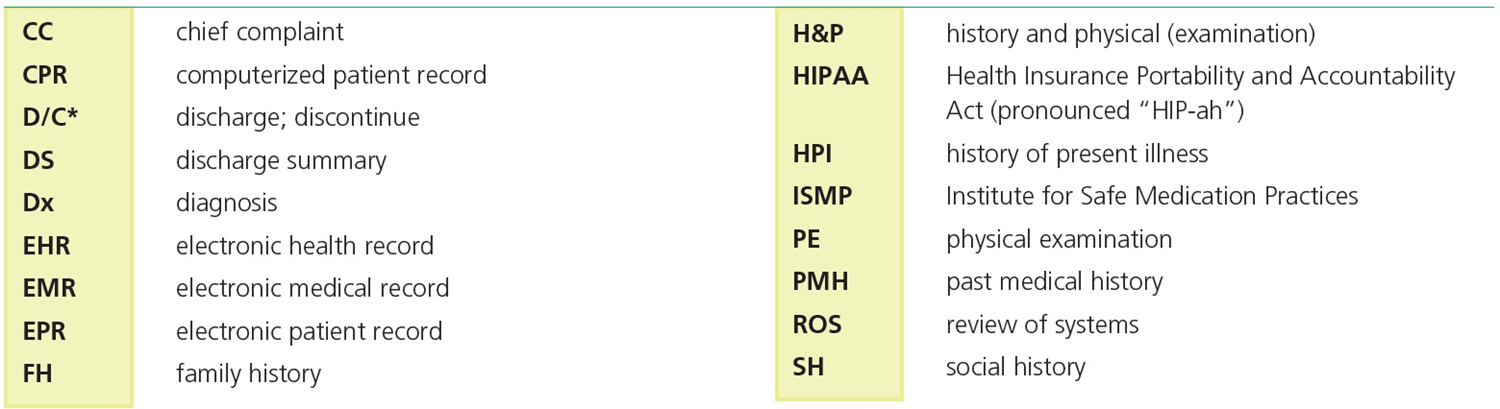 CC chief complaint
CPR computerized patient record
D/C* discharge; discontinue
DS discharge summary
Dx diagnosis
EHR electronic health record
EMR electronic medical record
EPR electronic patient record
FH family history
H&P history and physical (examination)
HIPAA Health Insurance Portability and Accountability
Act (pronounced “HIP-ah”)
HPI history of present illness
ISMP Institute for Safe Medication Practices
PE physical examination
PMH past medical history
ROS review of systems
SH social history